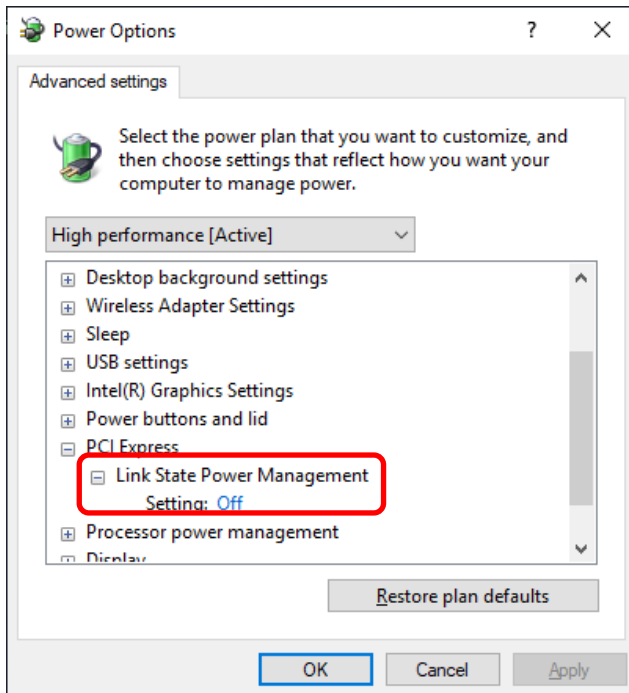 Power Options
?
Advanced settings
Select the power plan that you want to customize, and
then choose settings that reflect how you want your
computer to manage power.
High performance [Active]
Desktop background settings
Wireless Adapter Settings
Sleep
USB settings
Intel(R) Graphics Settings
Power buttons and lid
PCI Express
Link State Power Management
Setting: Off
Processor power management
Display
Restore plan defaults
OK Cancel Apply